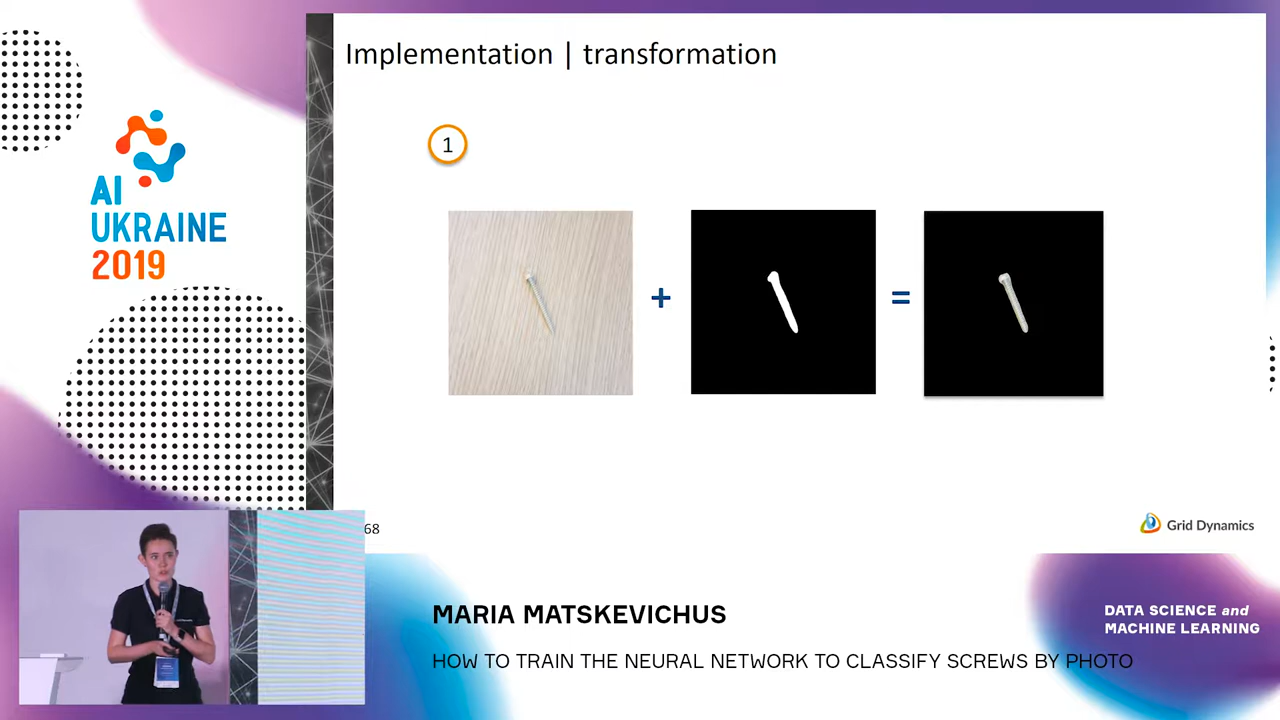 Implementation | transformation
1
AI
UKRAINE
2019
+
=
68
Grid Dynamics
MARIA MATSKEVICHUS
HOW TO TRAIN THE NEURAL NETWORK TO CLASSIFY SCREWS BY PHOTO
DATA SCIENCE and
MACHINE LEARNING